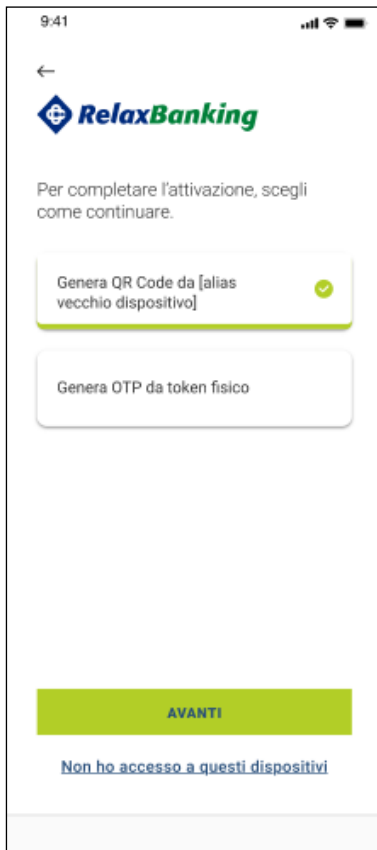 9:41
RelaxBanking
Per completare l'attivazione, scegli
come continuare.
Genera QR Code da [alias
vecchio dispositivo]
Genera OTP da token fisico
AVANTI
Non ho accesso a questi dispositivi